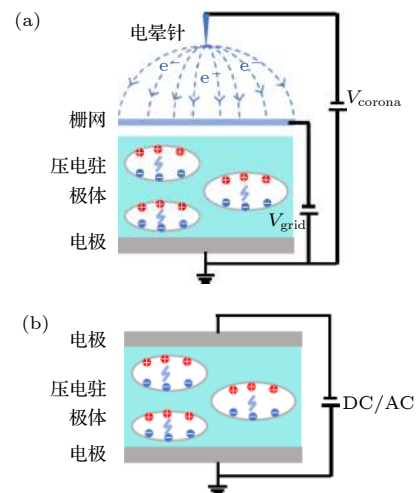 (a)
电晕针
e⁻ e⁻ e⁻
V_corona
栅网
压电驻
极体
V_grid
电极
(b)
电极
压电驻
极体
DC/AC
电极